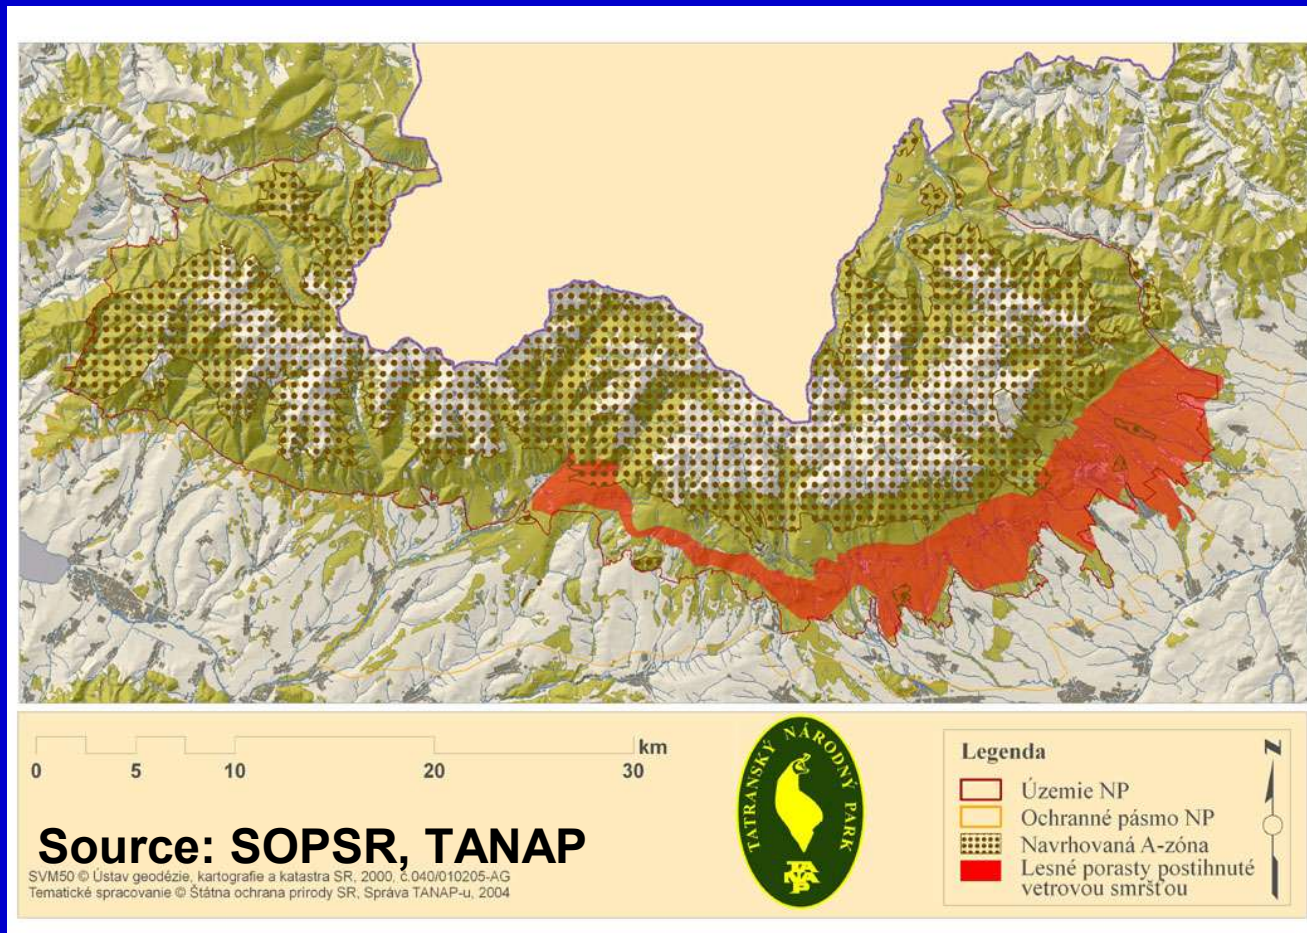 km
0 5 10 20 30
Source: SOPSR, TANAP
SVM50 © Ústav geodézie, kartografie a katastra SR, 2000, č.040/010205-AG
Tematické spracovanie © Štátna ochrana prírody SR, Správa TANAP-u, 2004
TATRANSKÝ NÁRODNÝ PARK
TANAP
Legenda
N
Územie NP
Ochranné pásmo NP
Navrhovaná A-zóna
Lesné porasty postihnuté
vetrovou smršťou